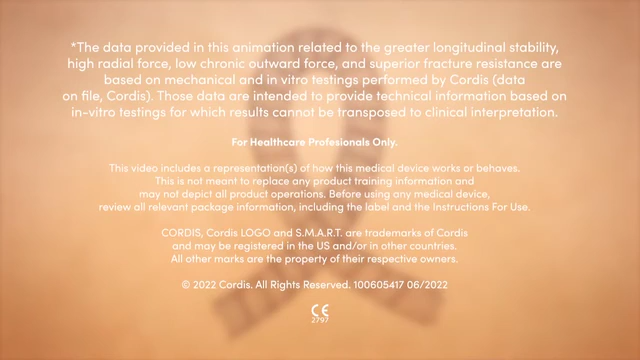 *The data provided in this animation related to the greater longitudinal stability,
high radial force, low chronic outward force, and superior fracture resistance are
based on mechanical and in vitro testings performed by Cordis (data
on file, Cordis). Those data are intended to provide technical information based on
in-vitro testings for which results cannot be transposed to clinical interpretation.
For Healthcare Profesionals Only.
This video includes a representation(s) of how this medical device works or behaves.
This is not meant to replace any product training information and
may not depict all product operations. Before using any medical device,
review all relevant package information, including the label and the Instructions For Use.
CORDIS, Cordis LOGO and S.M.A.R.T. are trademarks of Cordis
and may be registered in the US and/or in other countries.
All other marks are the property of their respective owners.
© 2022 Cordis. All Rights Reserved. 100605417 06/2022
CE
2797